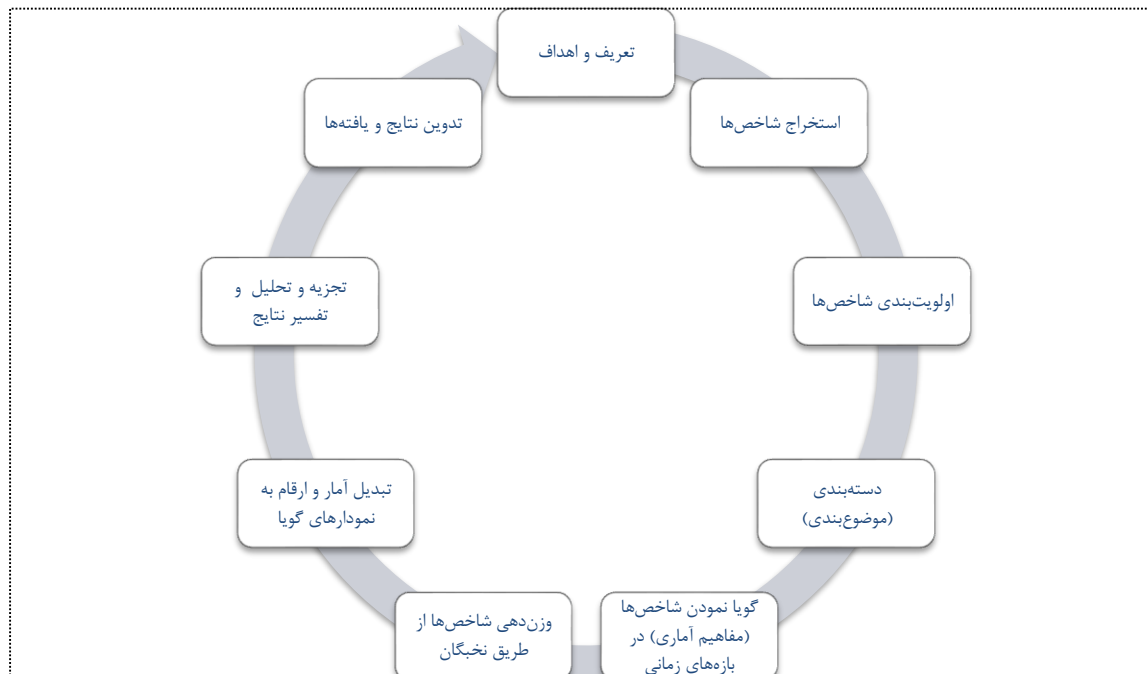 تعریف و اهداف
استخراج شاخص‌ها
اولویت‌بندی شاخص‌ها
دسته‌بندی
(موضوع‌بندی)
گویا نمودن شاخص‌ها
(مفاهیم آماری) در
بازه‌های زمانی
وزن‌دهی شاخص‌ها از
طریق نخبگان
تبدیل آمار و ارقام به
نمودارهای گویا
تجزیه و تحلیل و
تفسیر نتایج
تدوین نتایج و یافته‌ها